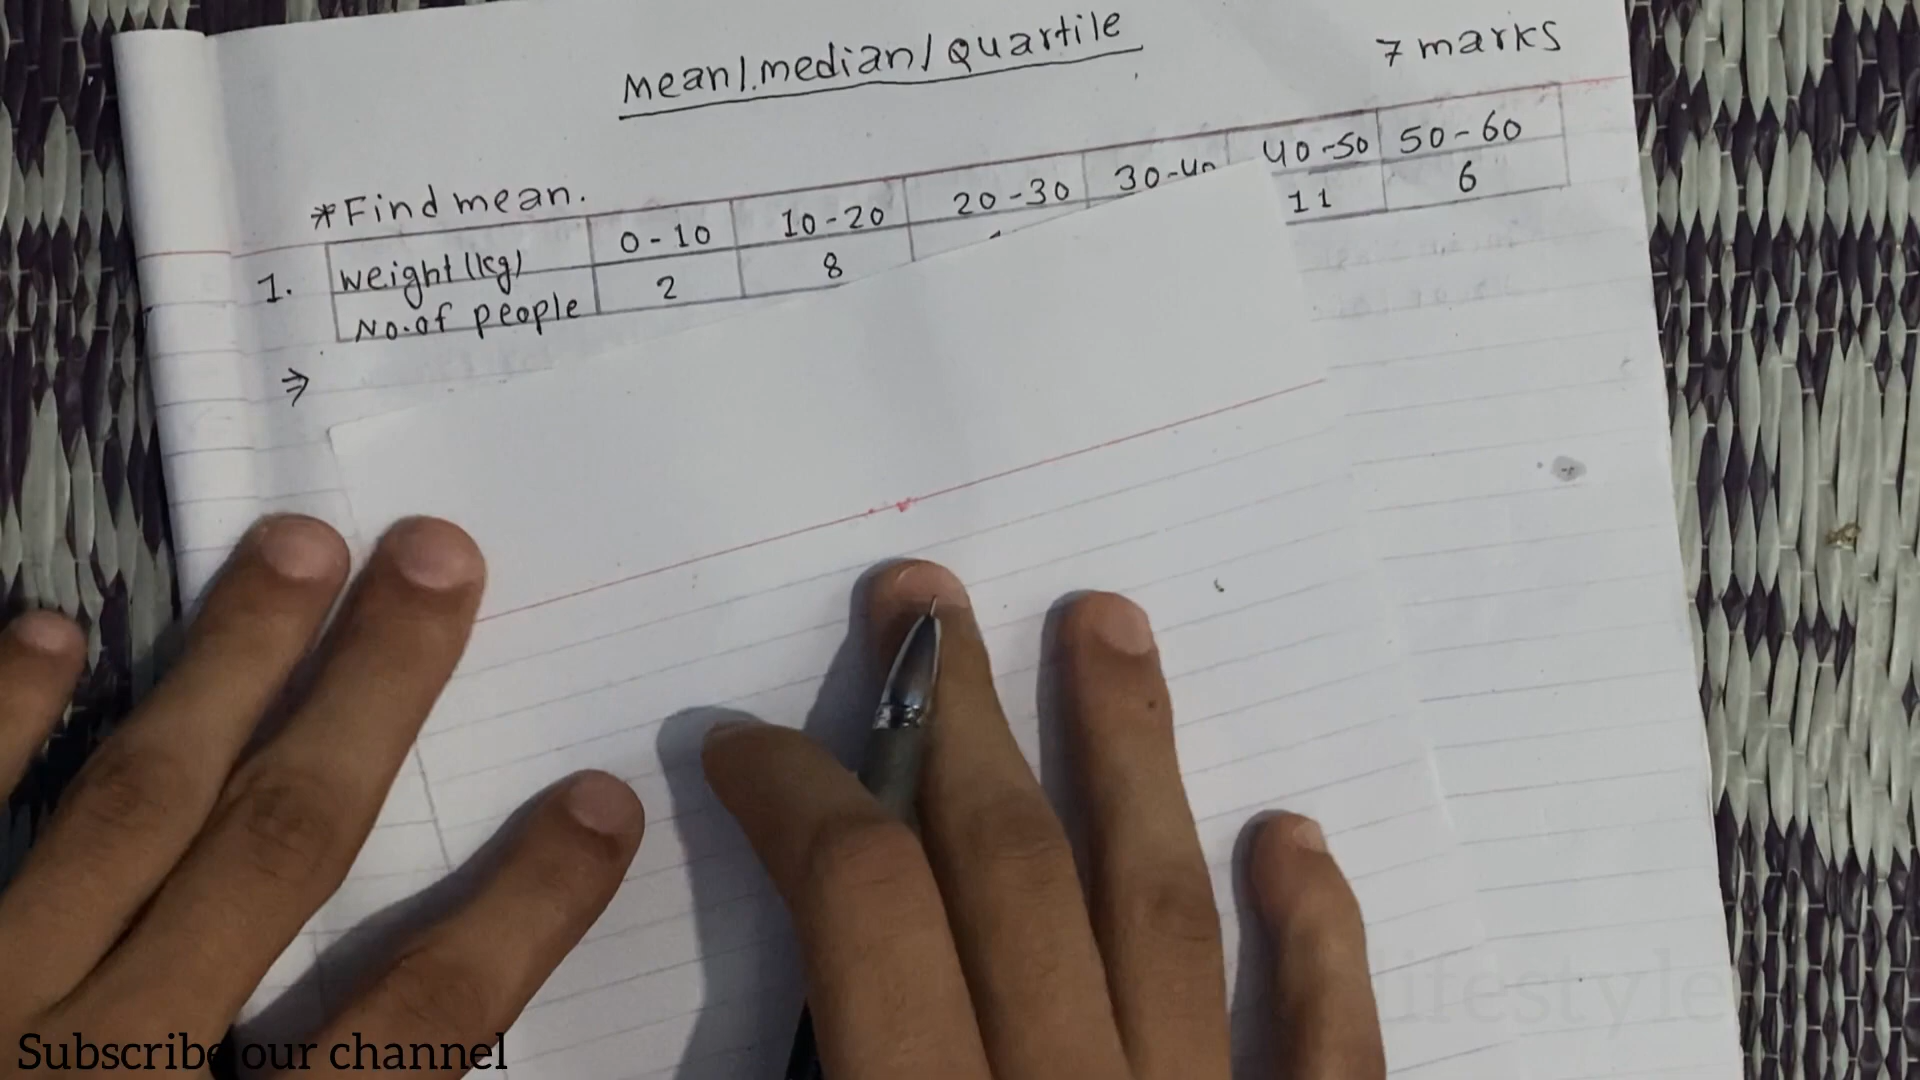 Mean/.median/Quartile
7 marks
*Find mean.
1. weight (kg) 0-10 10-20 20-30 30-40 40-50 50-60
No.of people 2 8 11 6
⇒
ifestyle
Subscribe our channel